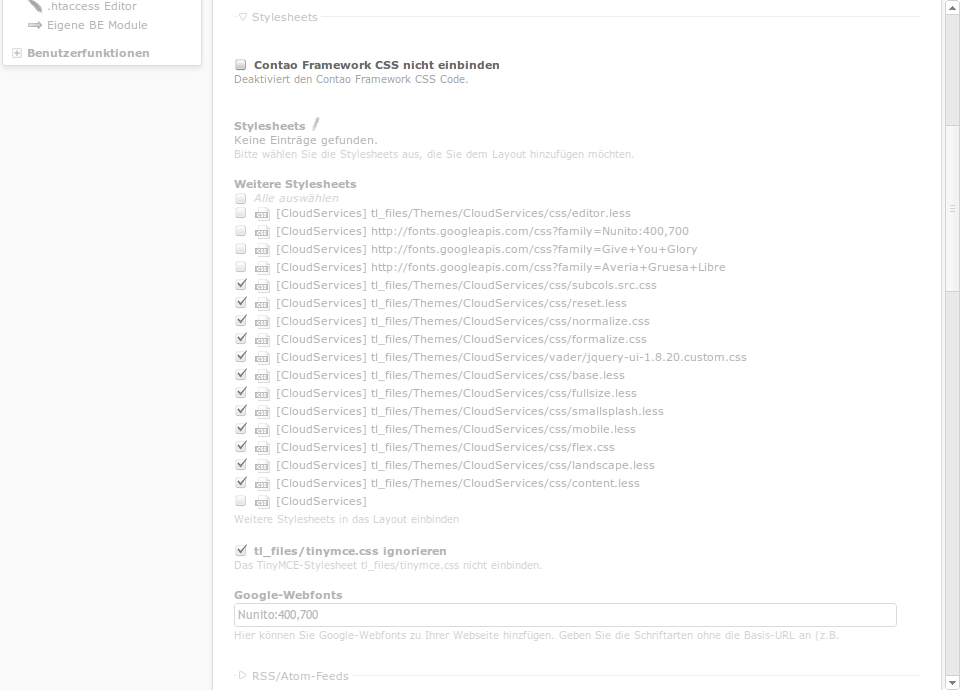 .htaccess Editor
Eigene BE Module
Benutzerfunktionen
Stylesheets
Contao Framework CSS nicht einbinden
Deaktiviert den Contao Framework CSS Code.
Stylesheets
Keine Einträge gefunden.
Bitte wählen Sie die Stylesheets aus, die Sie dem Layout hinzufügen möchten.
Weitere Stylesheets
Alle auswählen
[CloudServices] tl_files/Themes/CloudServices/css/editor.less
[CloudServices] http://fonts.googleapis.com/css?family=Nunito:400,700
[CloudServices] http://fonts.googleapis.com/css?family=Give+You+Glory
[CloudServices] http://fonts.googleapis.com/css?family=Averia+Gruesa+Libre
[CloudServices] tl_files/Themes/CloudServices/css/subcols.src.css
[CloudServices] tl_files/Themes/CloudServices/css/reset.less
[CloudServices] tl_files/Themes/CloudServices/css/normalize.css
[CloudServices] tl_files/Themes/CloudServices/css/formalize.css
[CloudServices] tl_files/Themes/CloudServices/vader/jquery-ui-1.8.20.custom.css
[CloudServices] tl_files/Themes/CloudServices/css/base.less
[CloudServices] tl_files/Themes/CloudServices/css/fullsize.less
[CloudServices] tl_files/Themes/CloudServices/css/smallsplash.less
[CloudServices] tl_files/Themes/CloudServices/css/mobile.less
[CloudServices] tl_files/Themes/CloudServices/css/flex.css
[CloudServices] tl_files/Themes/CloudServices/css/landscape.less
[CloudServices] tl_files/Themes/CloudServices/css/content.less
[CloudServices]
Weitere Stylesheets in das Layout einbinden
tl_files/tinymce.css ignorieren
Das TinyMCE-Stylesheet tl_files/tinymce.css nicht einbinden.
Google-Webfonts
Nunito:400,700
Hier können Sie Google-Webfonts zu Ihrer Webseite hinzufügen. Geben Sie die Schriftarten ohne die Basis-URL an (z.B.
RSS/Atom-Feeds